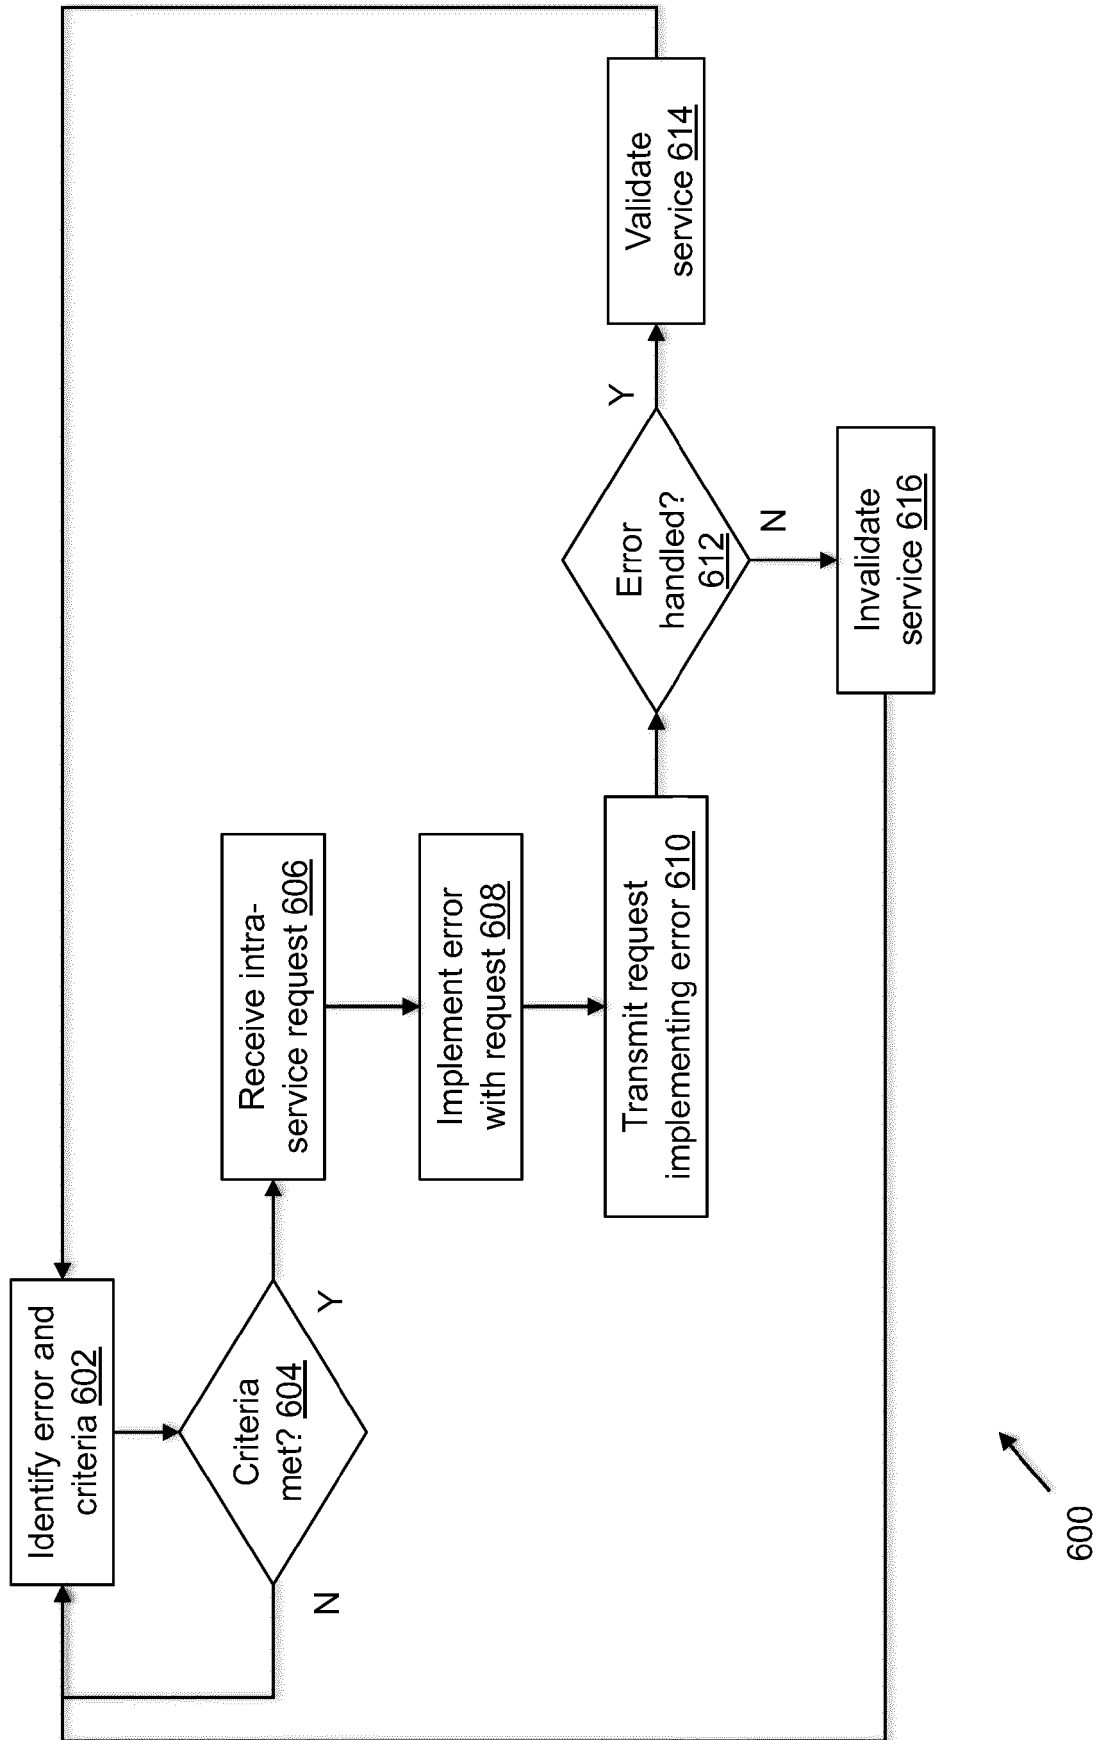 Identify error and
criteria 602
Criteria
met? 604
N
Y
Receive intra-
service request 606
Implement error
with request 608
Transmit request
implementing error 610
Error
handled?
612
Y
N
Validate
service 614
Invalidate
service 616
600